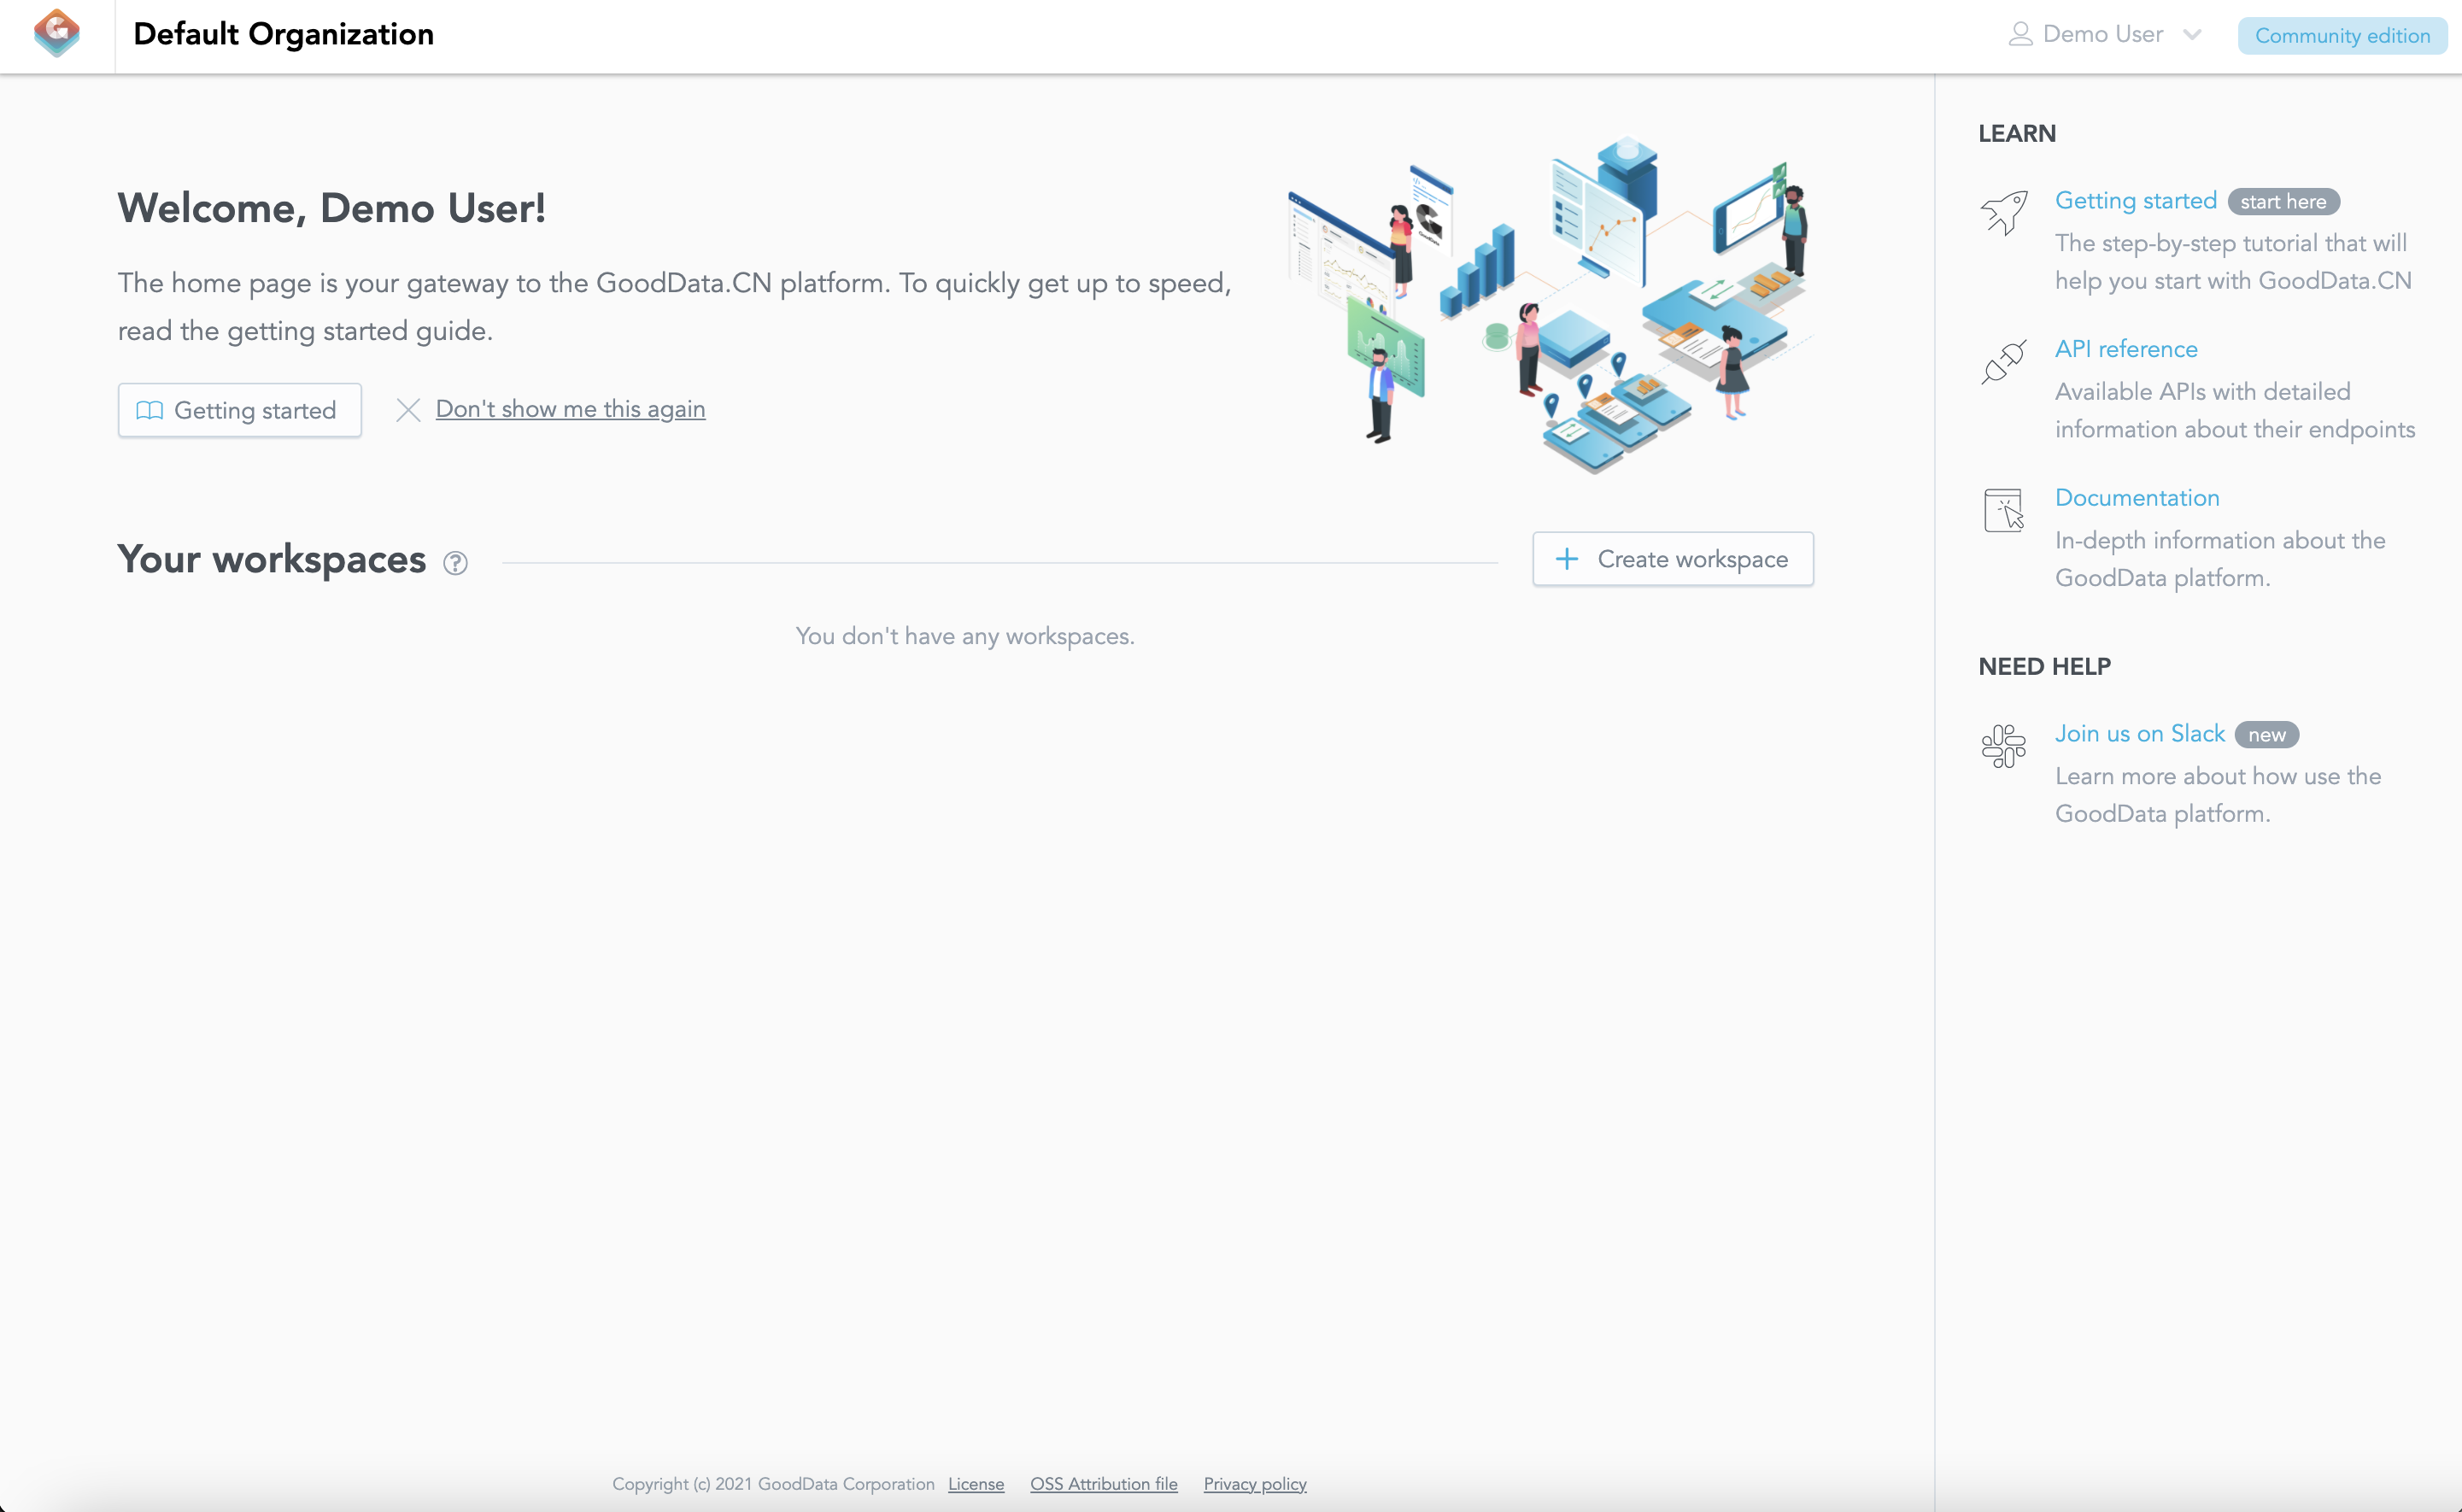 Default Organization
Demo User
Community edition
Welcome, Demo User!
The home page is your gateway to the GoodData.CN platform. To quickly get up to speed,
read the getting started guide.
Getting started
Don't show me this again
Your workspaces ?
Create workspace
You don't have any workspaces.
LEARN
Getting started start here
The step-by-step tutorial that will
help you start with GoodData.CN
API reference
Available APIs with detailed
information about their endpoints
Documentation
In-depth information about the
GoodData platform.
NEED HELP
Join us on Slack new
Learn more about how use the
GoodData platform.
Copyright (c) 2021 GoodData Corporation License OSS Attribution file Privacy policy